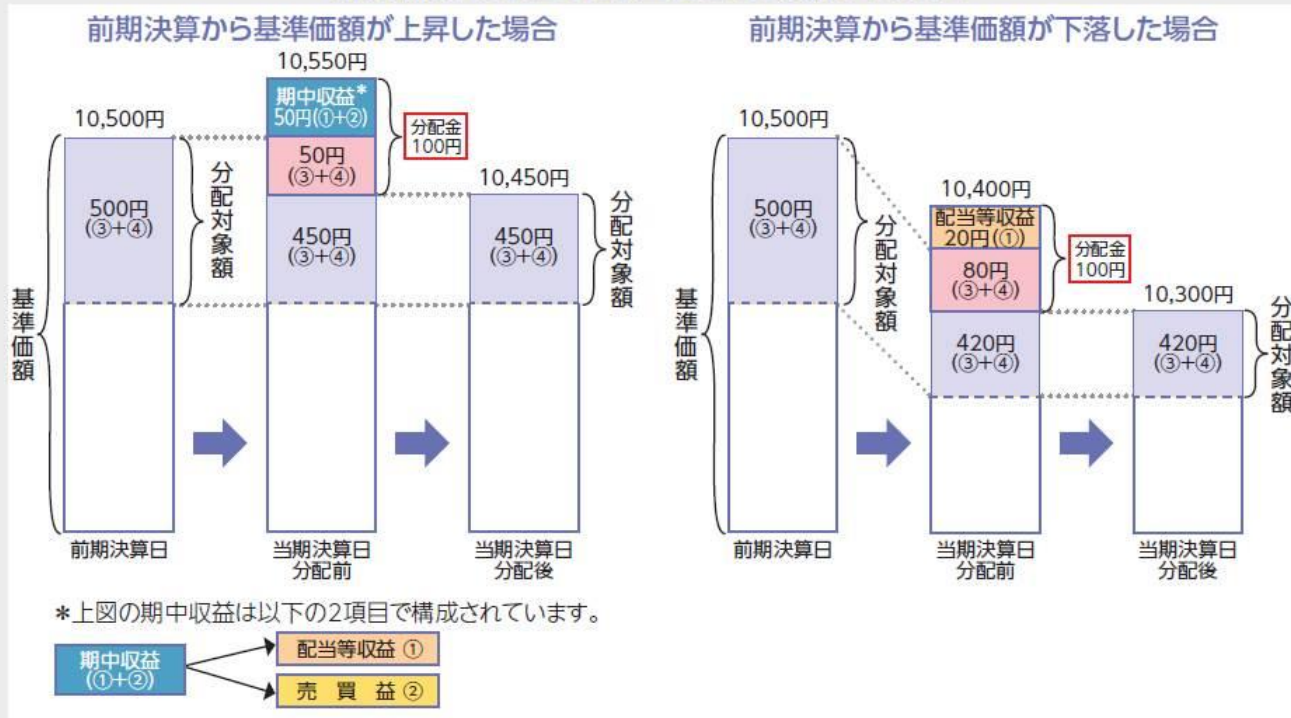 前期決算から基準価額が上昇した場合
10,550円
10,500円
期中収益*
50円(①+②)
分配金
100円
50円
(③+④)
500円
(③+④)
分配対象額
450円
(③+④)
10,450円
450円
(③+④)
分配対象額
基準価額
前期決算日
当期決算日
分配前
当期決算日
分配後
前期決算から基準価額が下落した場合
10,500円
500円
(③+④)
分配対象額
10,400円
配当等収益
20円(①)
分配金
100円
80円
(③+④)
420円
(③+④)
10,300円
420円
(③+④)
分配対象額
基準価額
前期決算日
当期決算日
分配前
当期決算日
分配後
*上図の期中収益は以下の2項目で構成されています。
期中収益
(①+②)
配当等収益 ①
売 買 益 ②